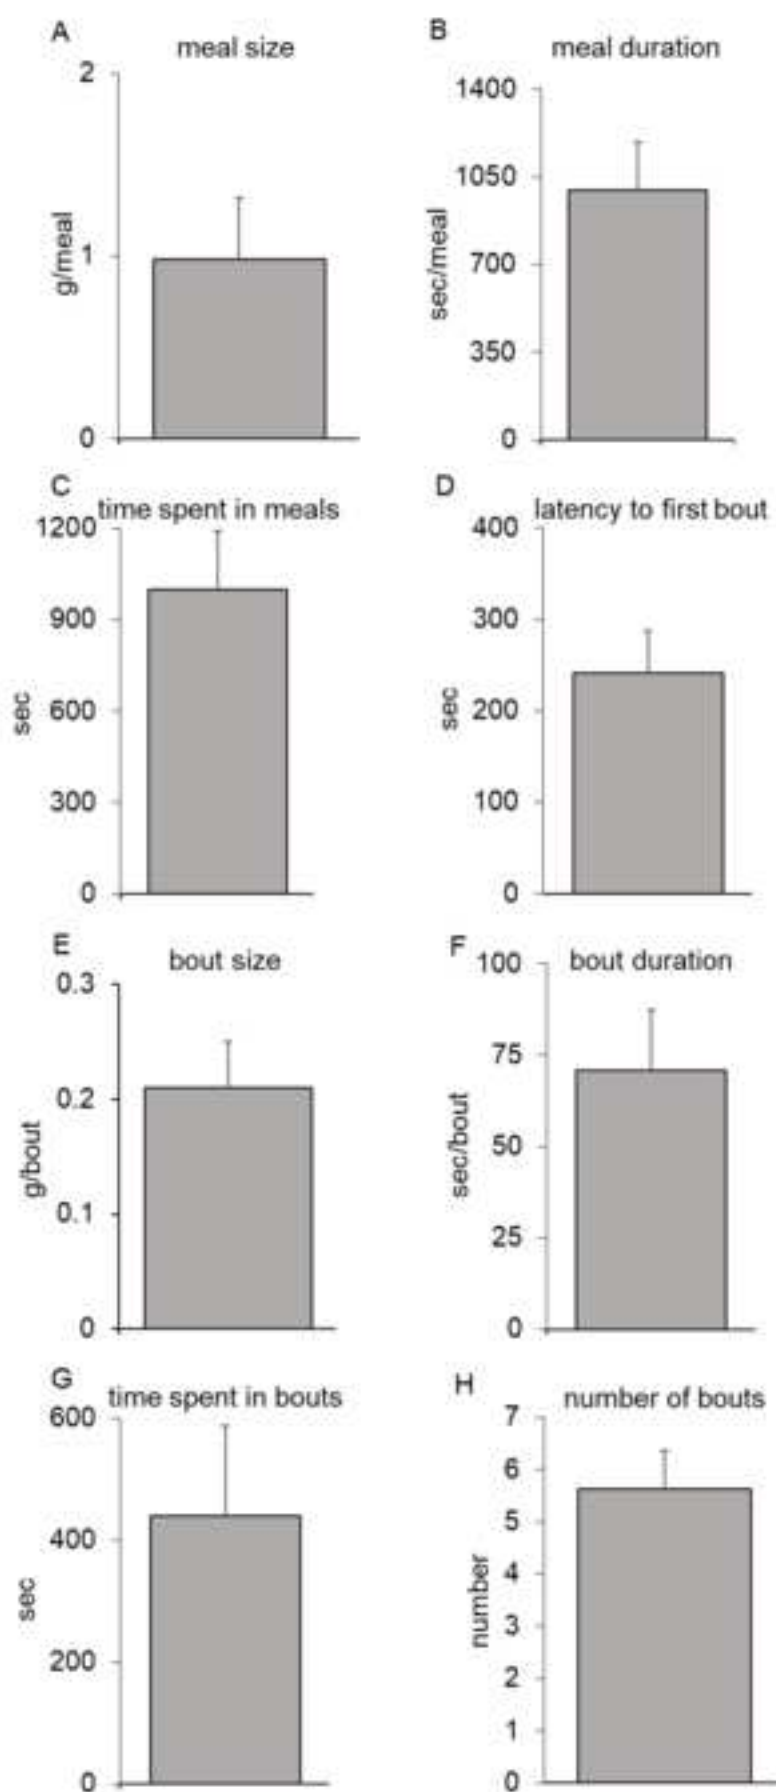 A
meal size
2
1
0
g/meal
B
meal duration
1400
1050
700
350
0
sec/meal
C
time spent in meals
1200
900
600
300
0
sec
D
latency to first bout
400
300
200
100
0
sec
E
bout size
0.3
0.2
0.1
0
g/bout
F
bout duration
100
75
50
25
0
sec/bout
G
time spent in bouts
600
400
200
0
sec
H
number of bouts
7
6
5
4
3
2
1
0
number